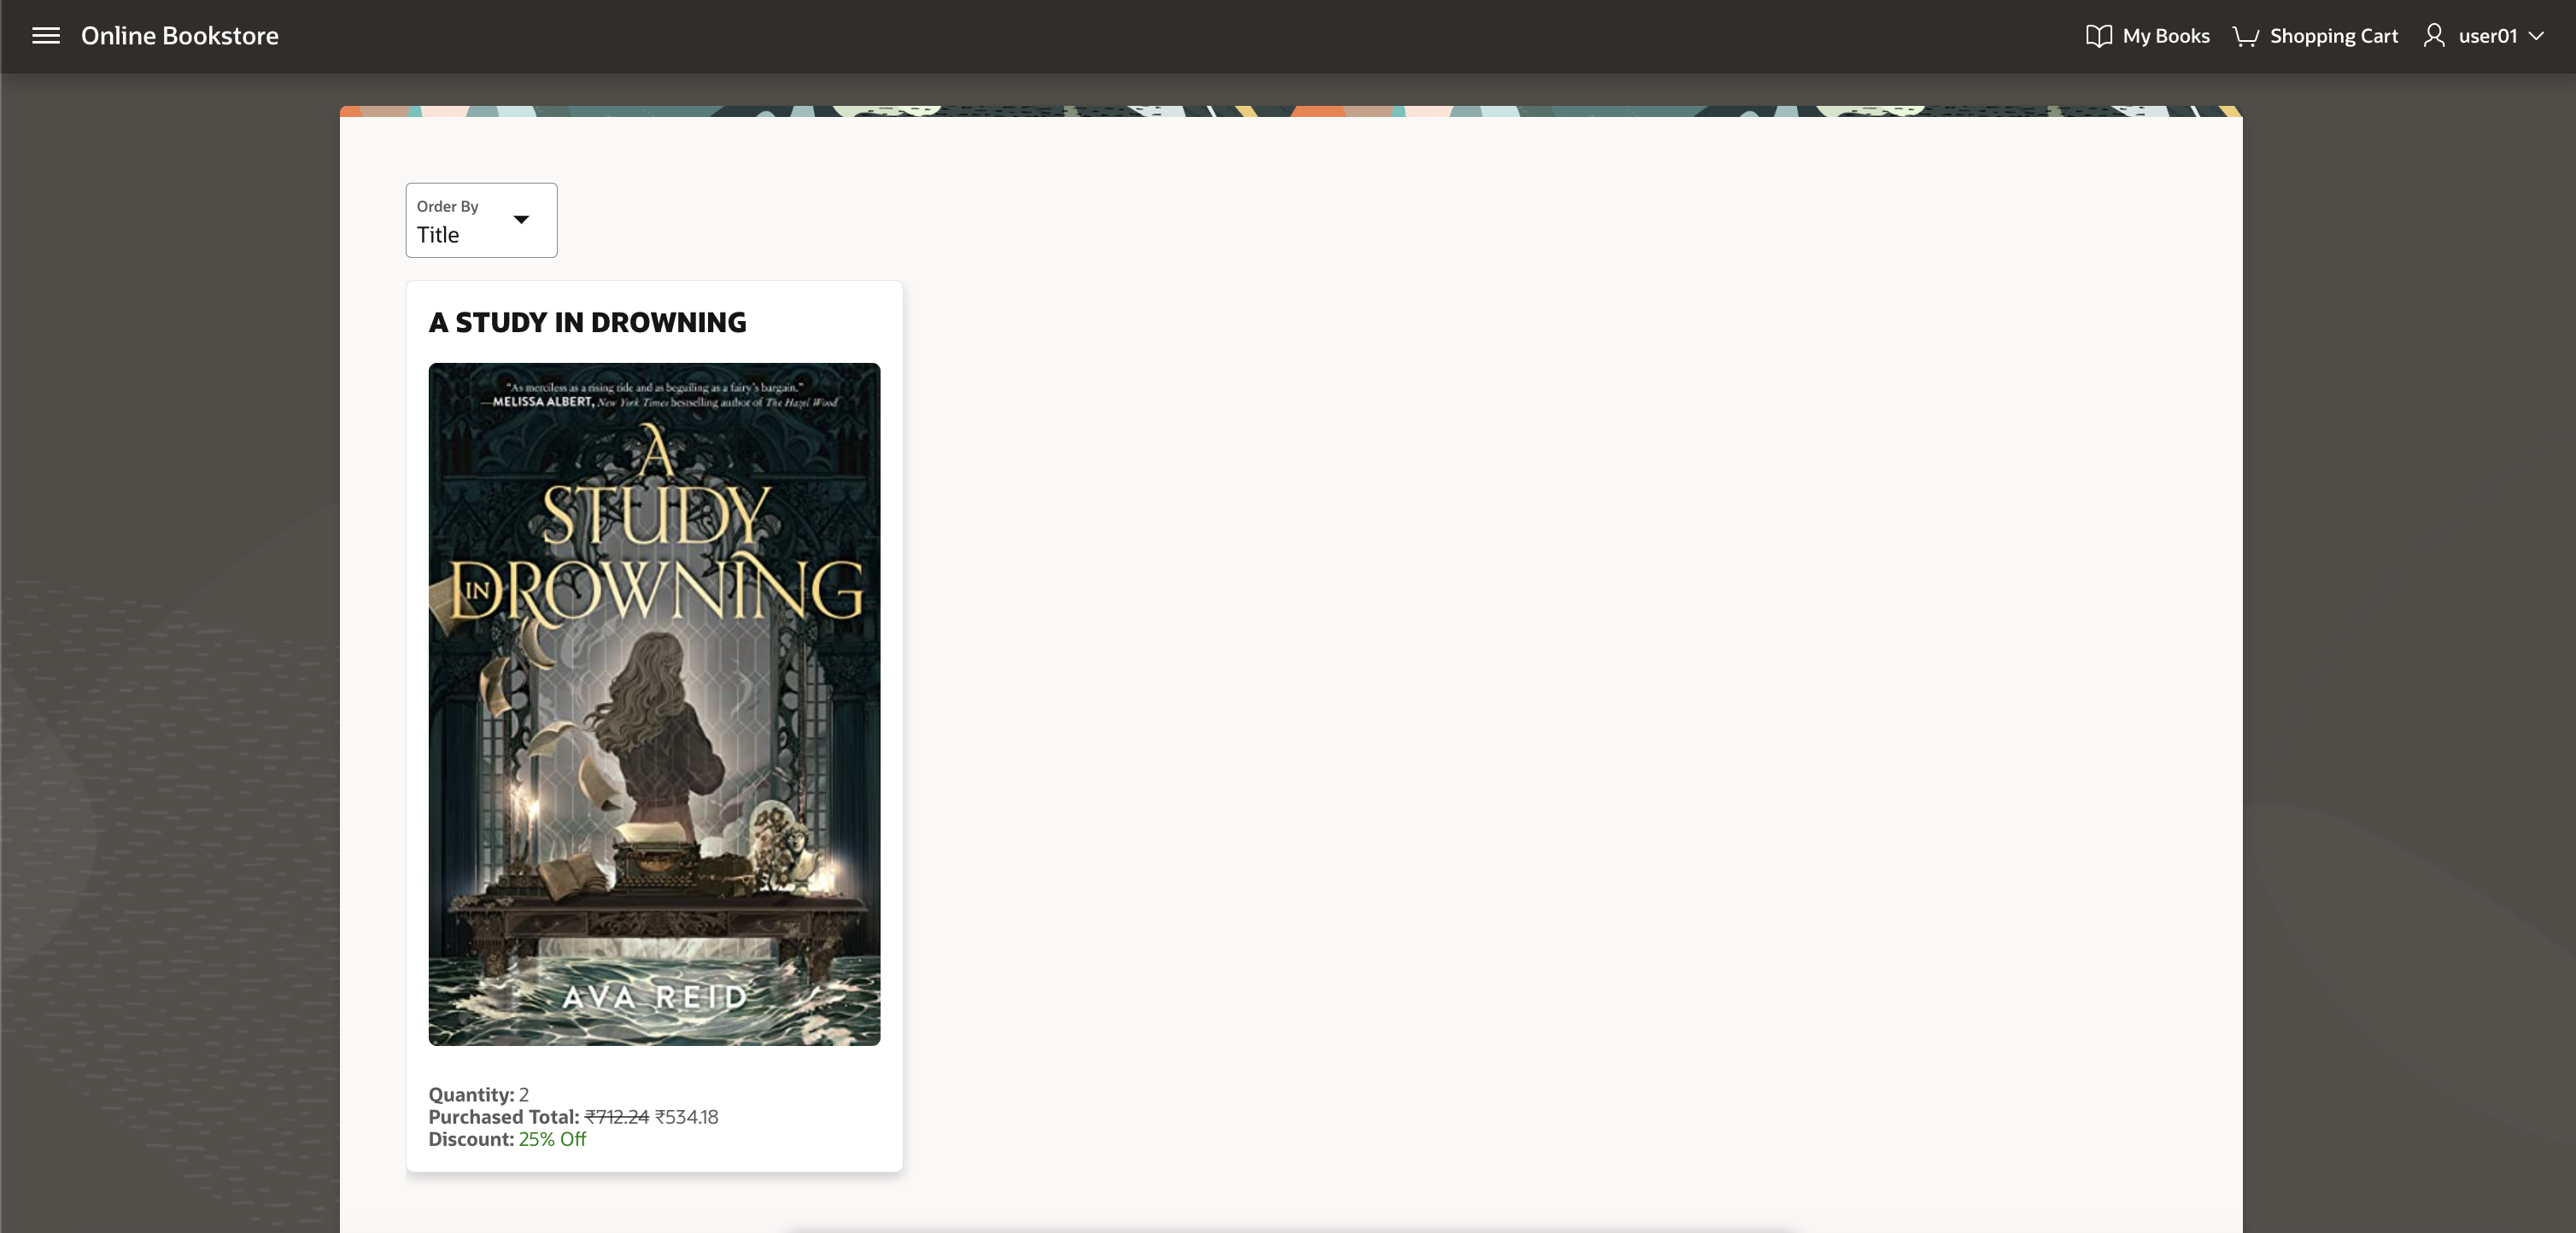 Online Bookstore
My Books
Shopping Cart
user01
Order By
Title
A STUDY IN DROWNING
“As merciless as a rising tide and as beguiling as a fairy’s bargain.”
—MELISSA ALBERT, New York Times bestselling author of The Hazel Wood
A
STUDY
IN DROWNING
AVA REID
Quantity: 2
Purchased Total: ₹712.24 ₹534.18
Discount: 25% Off